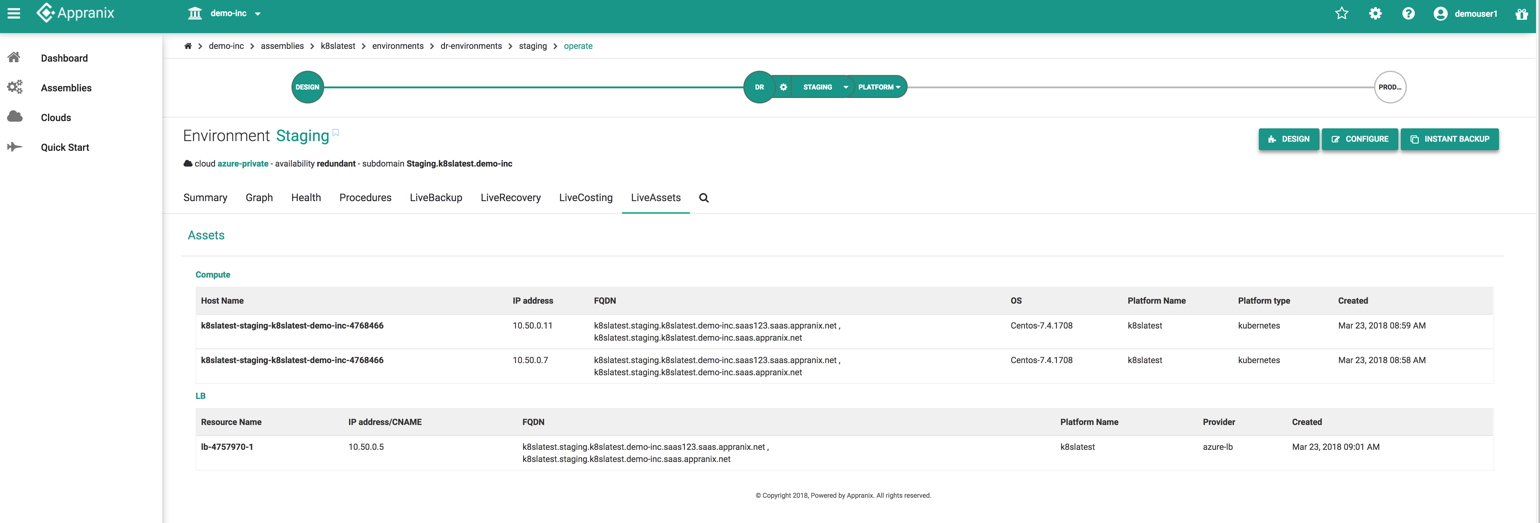 Appranix
demo-inc
demouser1
Dashboard
Assemblies
Clouds
Quick Start
> demo-inc > assemblies > k8slatest > environments > dr-environments > staging > operate
DESIGN
DR
STAGING
PLATFORM
PROD...
Environment Staging
DESIGN
CONFIGURE
INSTANT BACKUP
cloud azure-private - availability redundant - subdomain Staging.k8slatest.demo-inc
Summary Graph Health Procedures LiveBackup LiveRecovery LiveCosting LiveAssets
Assets
Compute
Host Name IP address FQDN OS Platform Name Platform type Created
k8slatest-staging-k8slatest-demo-inc-4768466 10.50.0.11 k8slatest.staging.k8slatest.demo-inc.saas123.saas.appranix.net , Centos-7.4.1708 k8slatest kubernetes Mar 23, 2018 08:59 AM
k8slatest.staging.k8slatest.demo-inc.saas.appranix.net
k8slatest-staging-k8slatest-demo-inc-4768466 10.50.0.7 k8slatest.staging.k8slatest.demo-inc.saas123.saas.appranix.net , Centos-7.4.1708 k8slatest kubernetes Mar 23, 2018 08:58 AM
k8slatest.staging.k8slatest.demo-inc.saas.appranix.net
LB
Resource Name IP address/CNAME FQDN Platform Name Provider Created
lb-4757970-1 10.50.0.5 k8slatest.staging.k8slatest.demo-inc.saas123.saas.appranix.net , k8slatest azure-lb Mar 23, 2018 09:01 AM
k8slatest.staging.k8slatest.demo-inc.saas.appranix.net
© Copyright 2018, Powered by Appranix. All rights reserved.